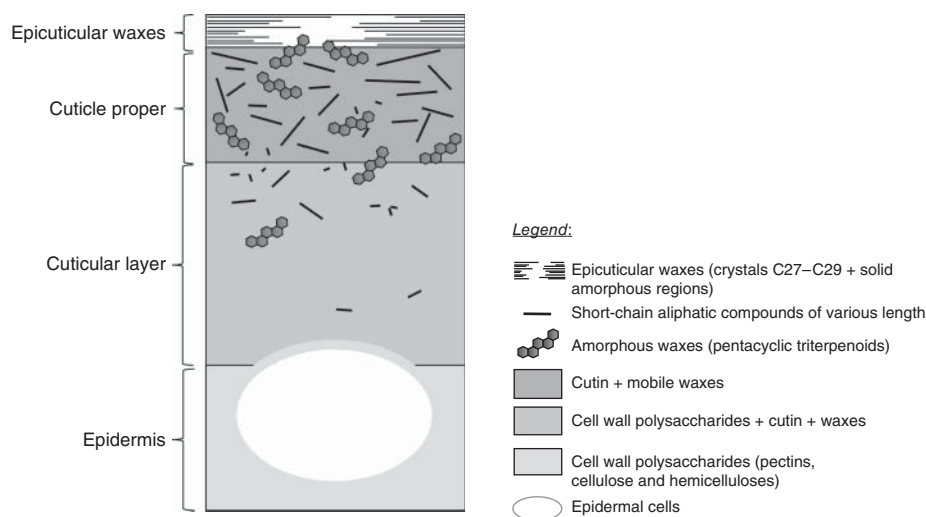 Epicuticular waxes
Cuticle proper
Cuticular layer
Epidermis
Legend:
Epicuticular waxes (crystals C27–C29 + solid
amorphous regions)
Short-chain aliphatic compounds of various length
Amorphous waxes (pentacyclic triterpenoids)
Cutin + mobile waxes
Cell wall polysaccharides + cutin + waxes
Cell wall polysaccharides (pectins,
cellulose and hemicelluloses)
Epidermal cells